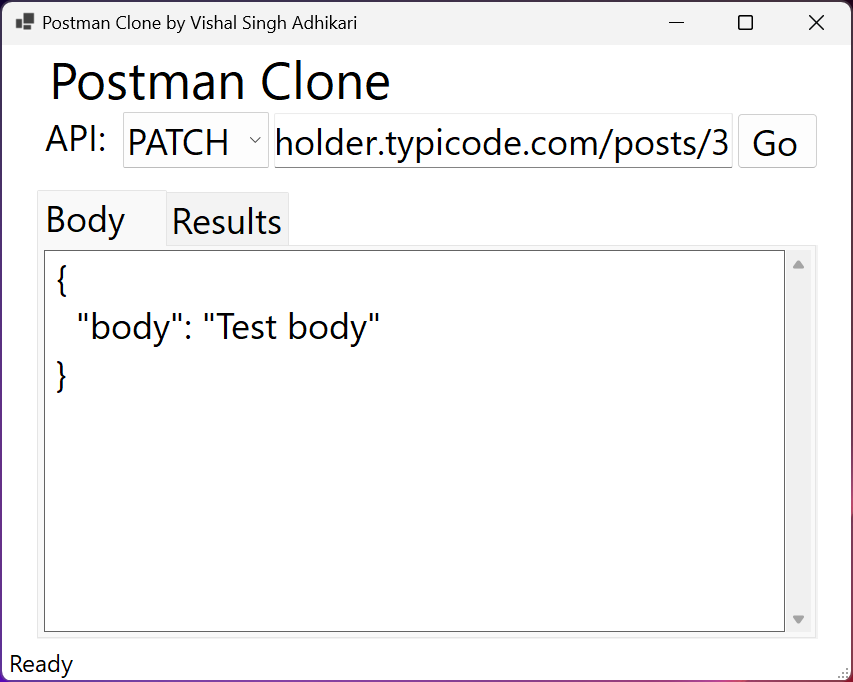 Postman Clone by Vishal Singh Adhikari
Postman Clone
API: PATCH holder.typicode.com/posts/3 Go
Body Results
{
"body": "Test body"
}
Ready